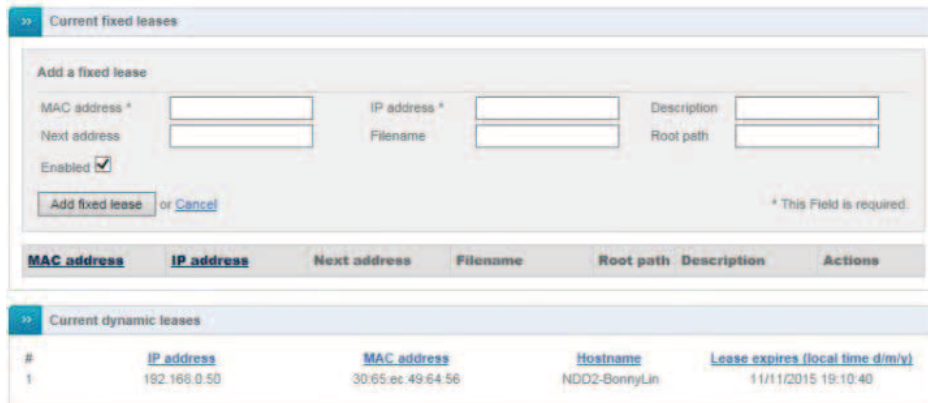 Current fixed leases
Add a fixed lease
MAC address * IP address * Description
Next address Filename Root path
Enabled
Add fixed lease or Cancel * This Field is required.
MAC address IP address Next address Filename Root path Description Actions
Current dynamic leases
# IP address MAC address Hostname Lease expires (local time d/m/y)
1 192.168.0.50 30:65:ec:49:64:56 NDD2-BonnyLin 11/11/2015 19:10:40